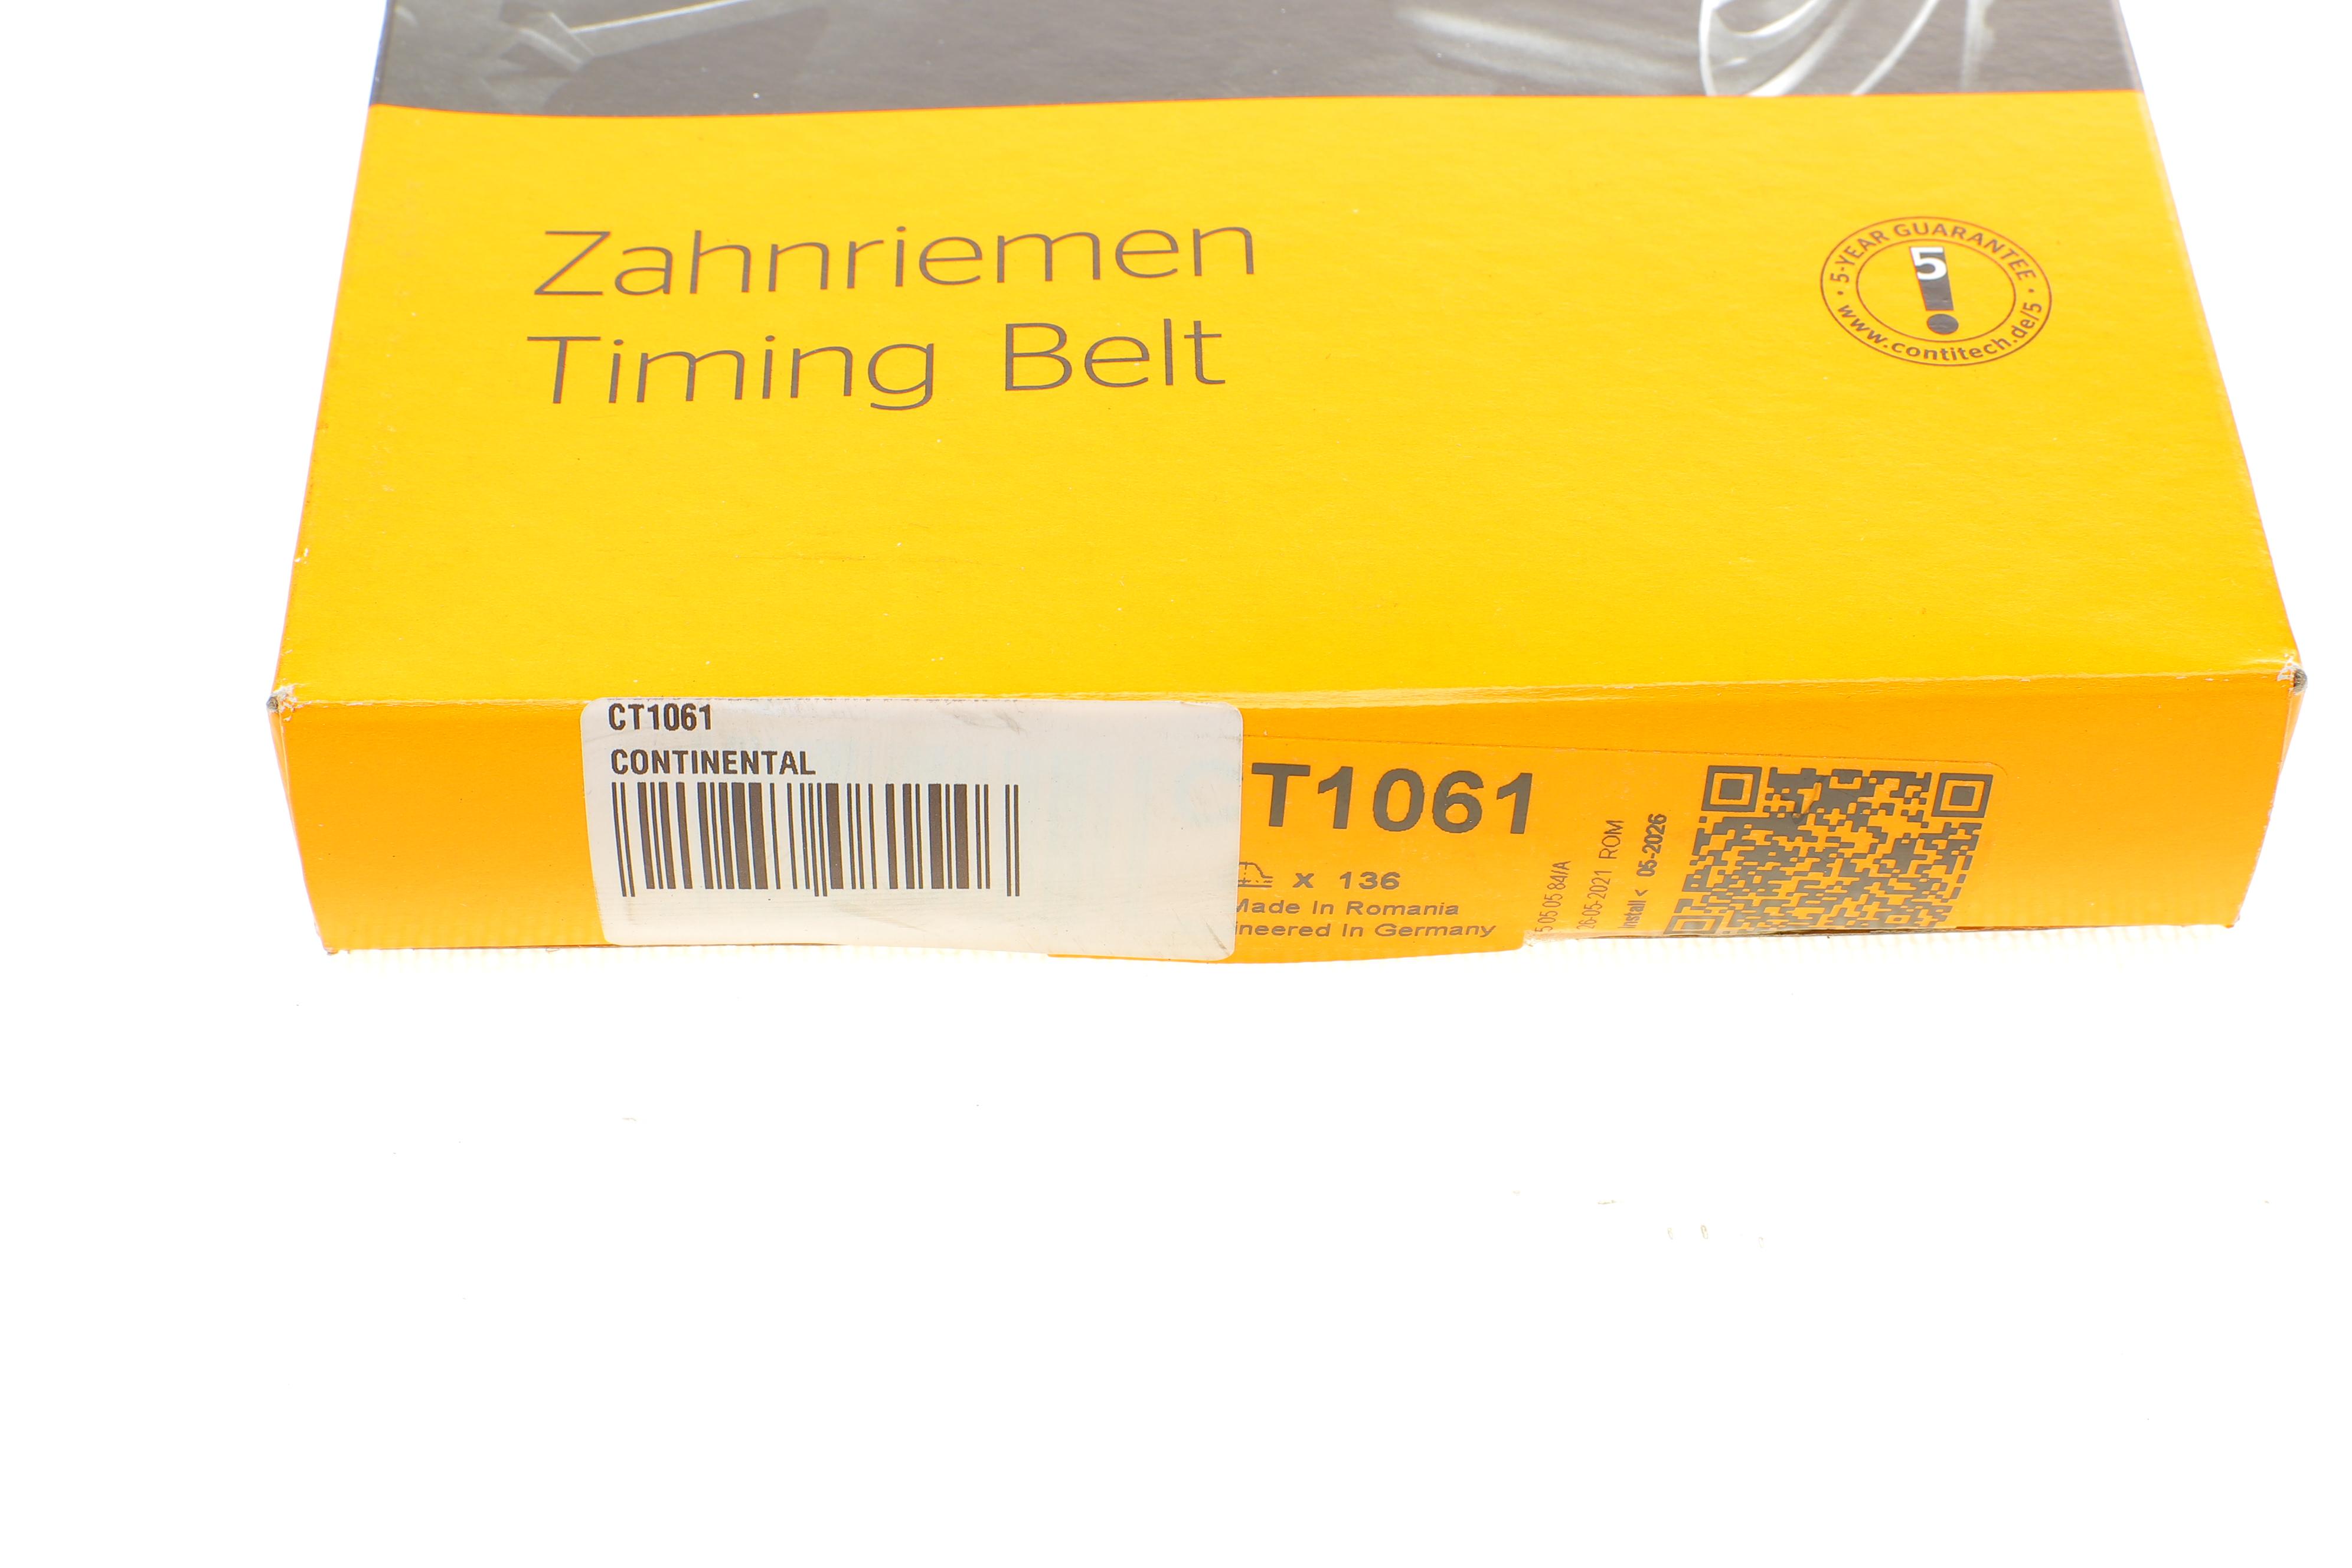 Zahnriemen
Timing Belt
5-YEAR GUARANTEE
5
www.contitech.de/5
CT1061
CONTINENTAL
T1061
x 136
Made In Romania
ineered In Germany
5 05 05 84/A
26-05-2021 ROM
Install < 05-2026